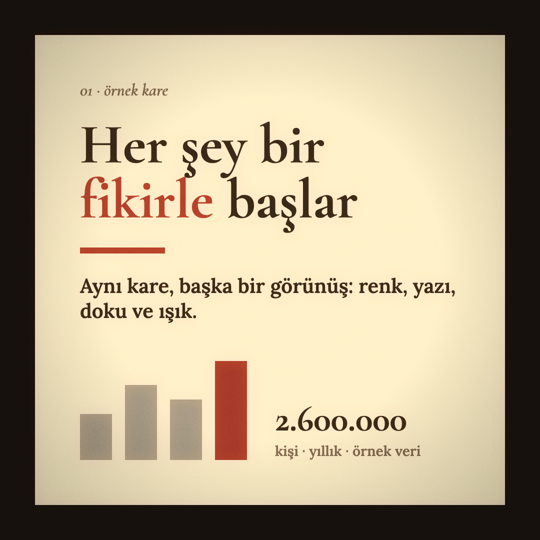 01 · örnek kare
Her şey bir
fikirle başlar
Aynı kare, başka bir görünüş: renk, yazı,
doku ve ışık.
2.600.000
kişi · yıllık · örnek veri